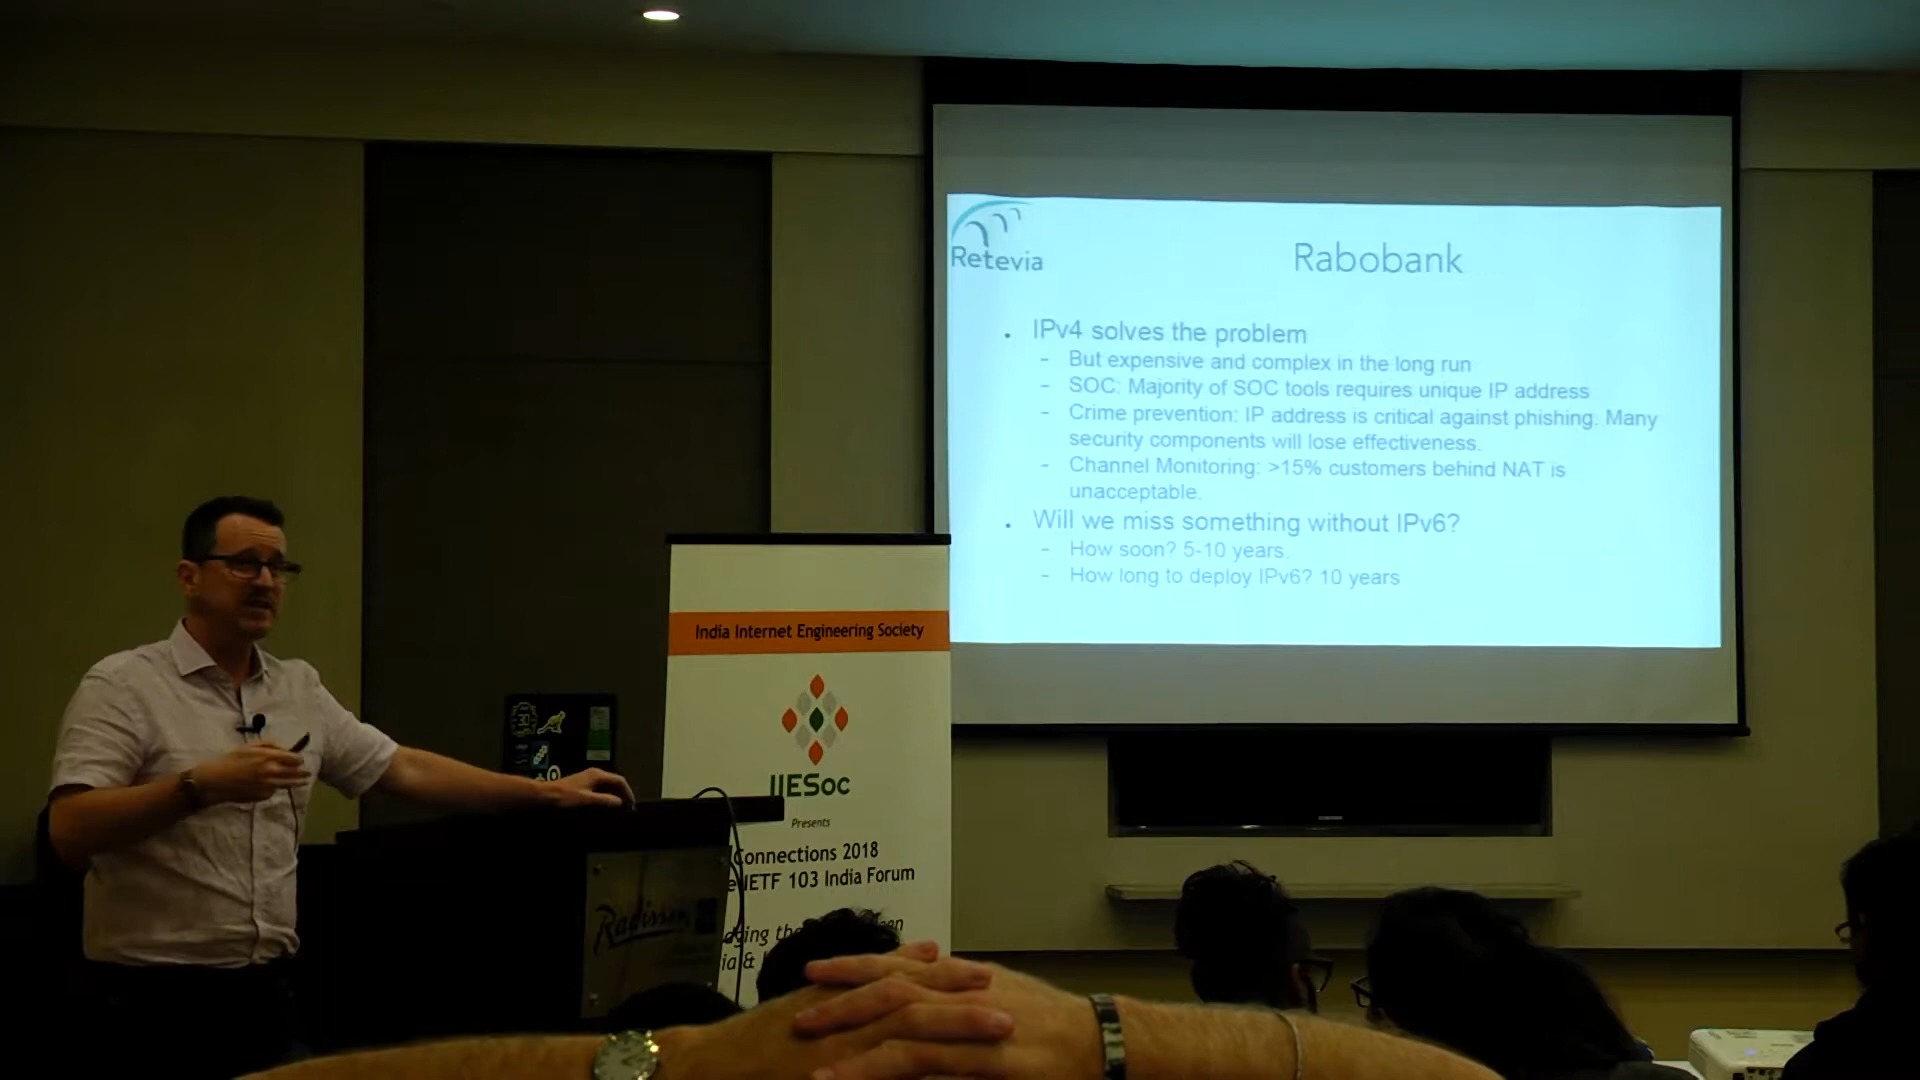 Retevia
Rabobank
. IPv4 solves the problem
- But expensive and complex in the long run
- SOC: Majority of SOC tools requires unique IP address
- Crime prevention: IP address is critical against phishing. Many
security components will lose effectiveness.
- Channel Monitoring: >15% customers behind NAT is
unacceptable.
. Will we miss something without IPv6?
- How soon? 5-10 years.
- How long to deploy IPv6? 10 years
India Internet Engineering Society
IIESoc
Presents
Connections 2018
IETF 103 India Forum
&
Radisson
30